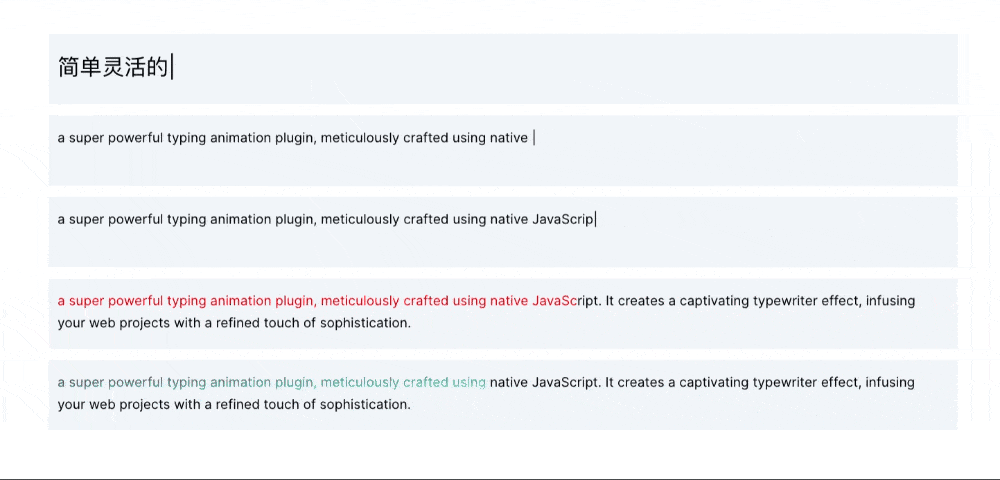 简单灵活的
a super powerful typing animation plugin, meticulously crafted using native
a super powerful typing animation plugin, meticulously crafted using native JavaScrip
a super powerful typing animation plugin, meticulously crafted using native JavaScript. It creates a captivating typewriter effect, infusing
your web projects with a refined touch of sophistication.
a super powerful typing animation plugin, meticulously crafted using native JavaScript. It creates a captivating typewriter effect, infusing
your web projects with a refined touch of sophistication.